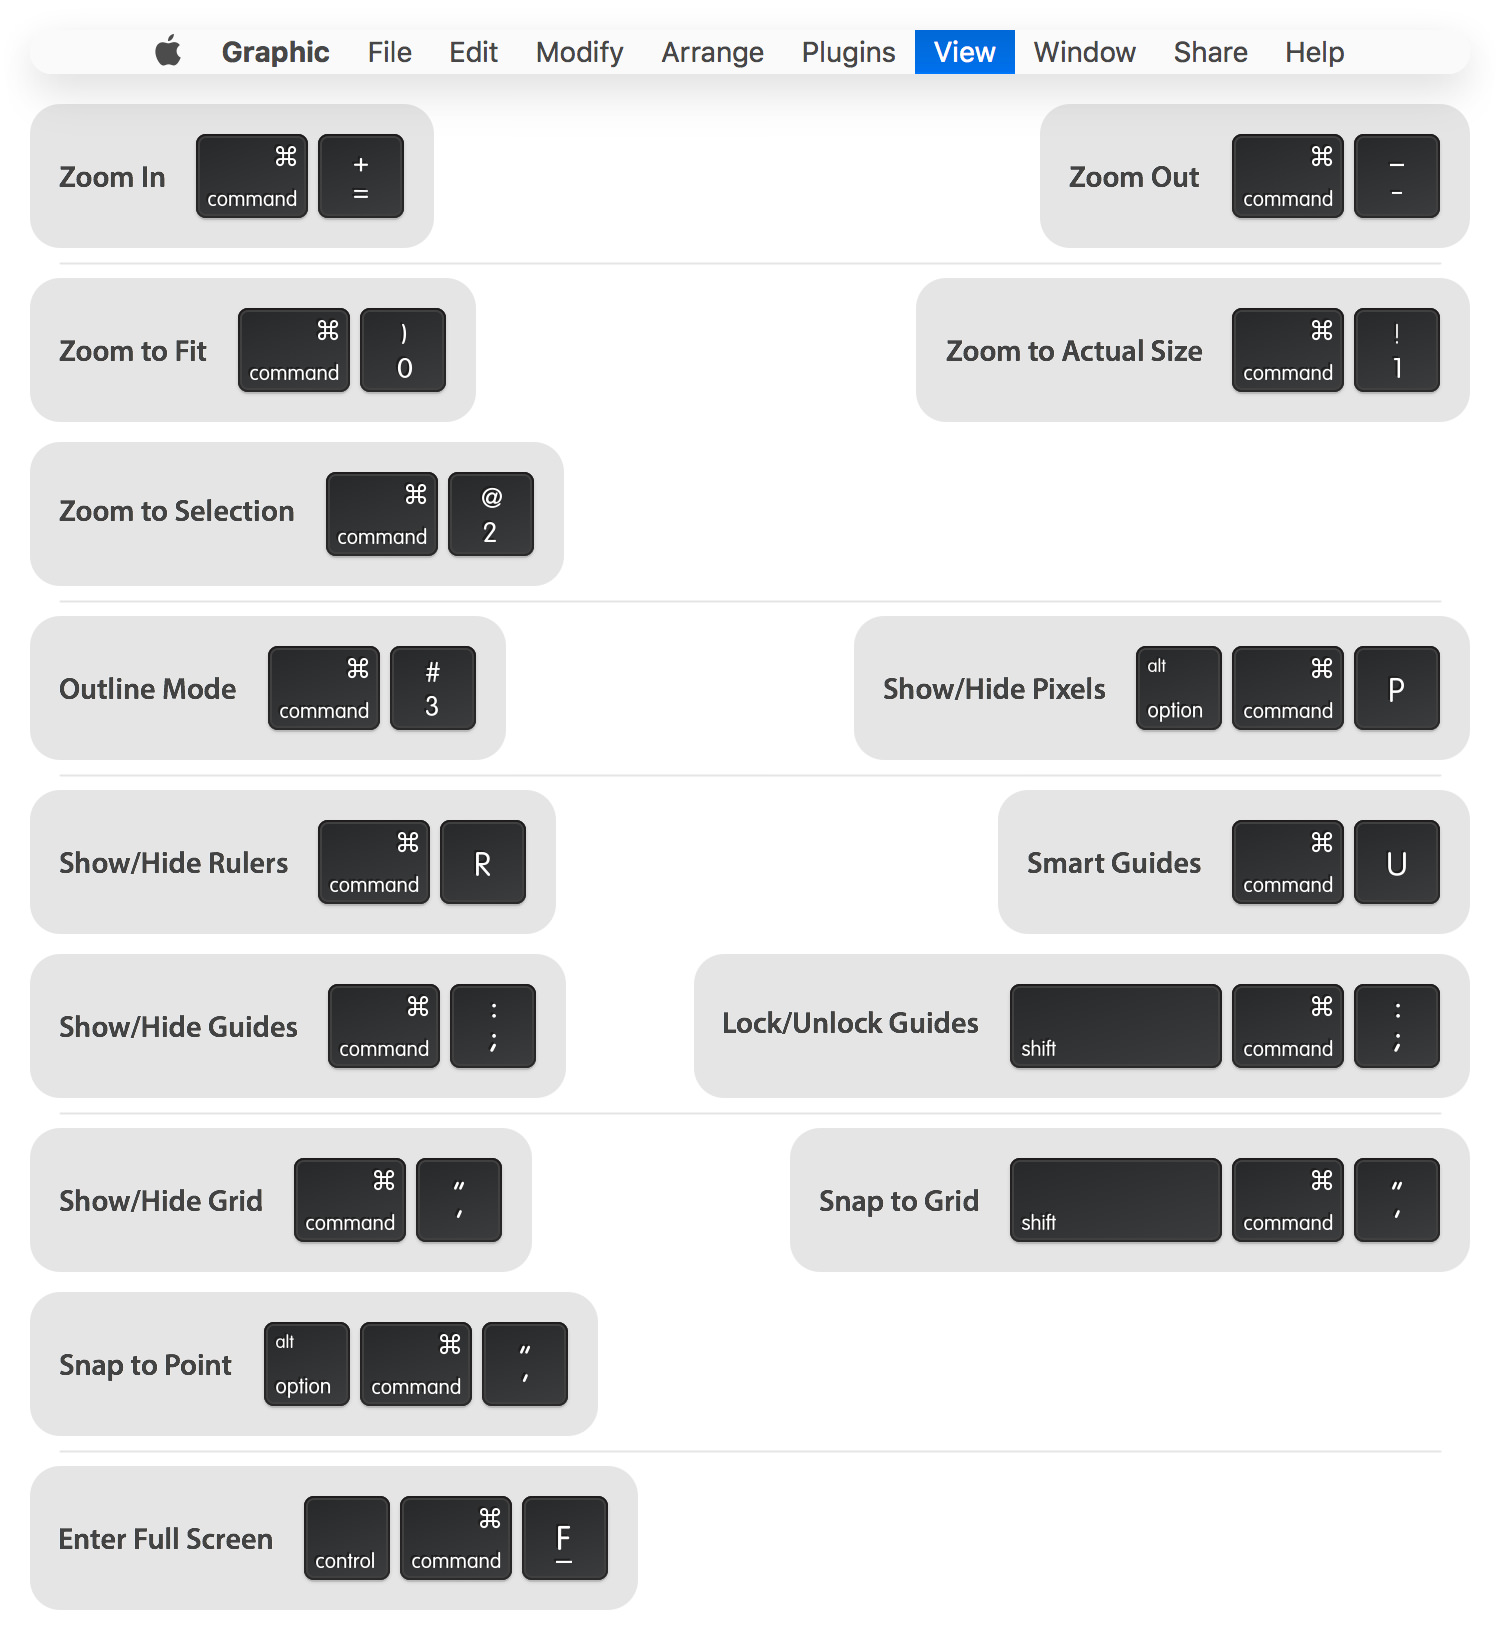 Graphic File Edit Modify Arrange Plugins View Window Share Help
Zoom In ⌘ command + =
Zoom Out ⌘ command – -
Zoom to Fit ⌘ command ) 0
Zoom to Actual Size ⌘ command ! 1
Zoom to Selection ⌘ command @ 2
Outline Mode ⌘ command # 3
Show/Hide Pixels alt option ⌘ command P
Show/Hide Rulers ⌘ command R
Smart Guides ⌘ command U
Show/Hide Guides ⌘ command : ;
Lock/Unlock Guides shift ⌘ command : ;
Show/Hide Grid ⌘ command " '
Snap to Grid shift ⌘ command " '
Snap to Point alt option ⌘ command " '
Enter Full Screen control ⌘ command F